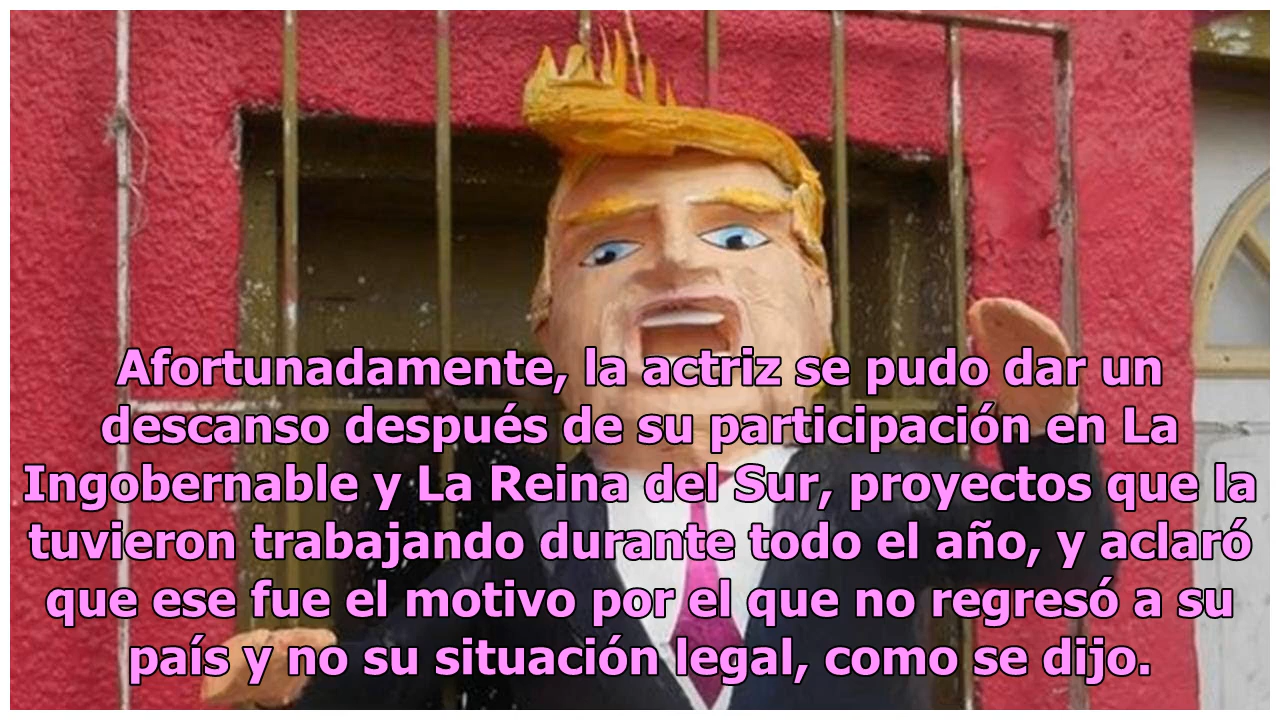 Afortunadamente, la actriz se pudo dar un
descanso después de su participación en La
Ingobernable y La Reina del Sur, proyectos que la
tuvieron trabajando durante todo el año, y aclaró
que ese fue el motivo por el que no regresó a su
país y no su situación legal, como se dijo.